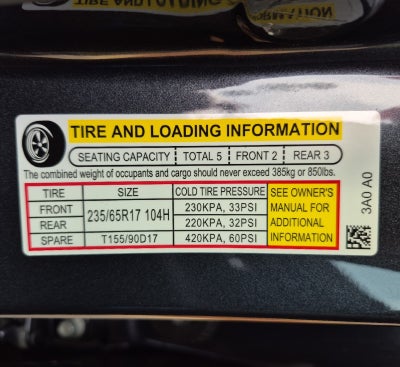 TIRE AND LOADING INFORMATION
SEATING CAPACITY TOTAL 5 FRONT 2 REAR 3
The combined weight of occupants and cargo should never exceed 385kg or 850lbs.
TIRE SIZE COLD TIRE PRESSURE
FRONT 235/65R17 104H 230KPA, 33PSI
REAR 220KPA, 32PSI
SPARE T155/90D17 420KPA, 60PSI
SEE OWNER'S
MANUAL FOR
ADDITIONAL
INFORMATION
3A0 A0